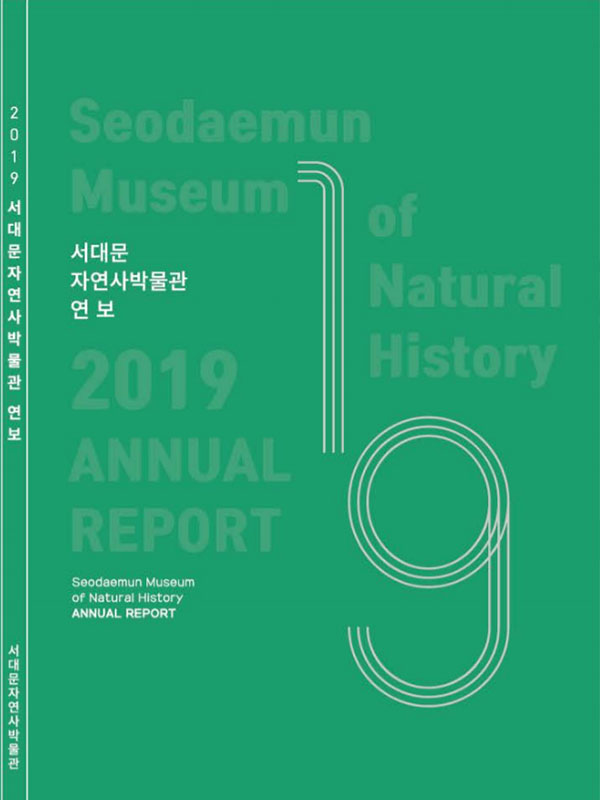 2019 서대문자연사박물관 연보
서대문자연사박물관
Seodaemun
Museum
of
Natural
History
서대문
자연사박물관
연 보
2019
ANNUAL
REPORT
19
Seodaemun Museum
of Natural History
ANNUAL REPORT